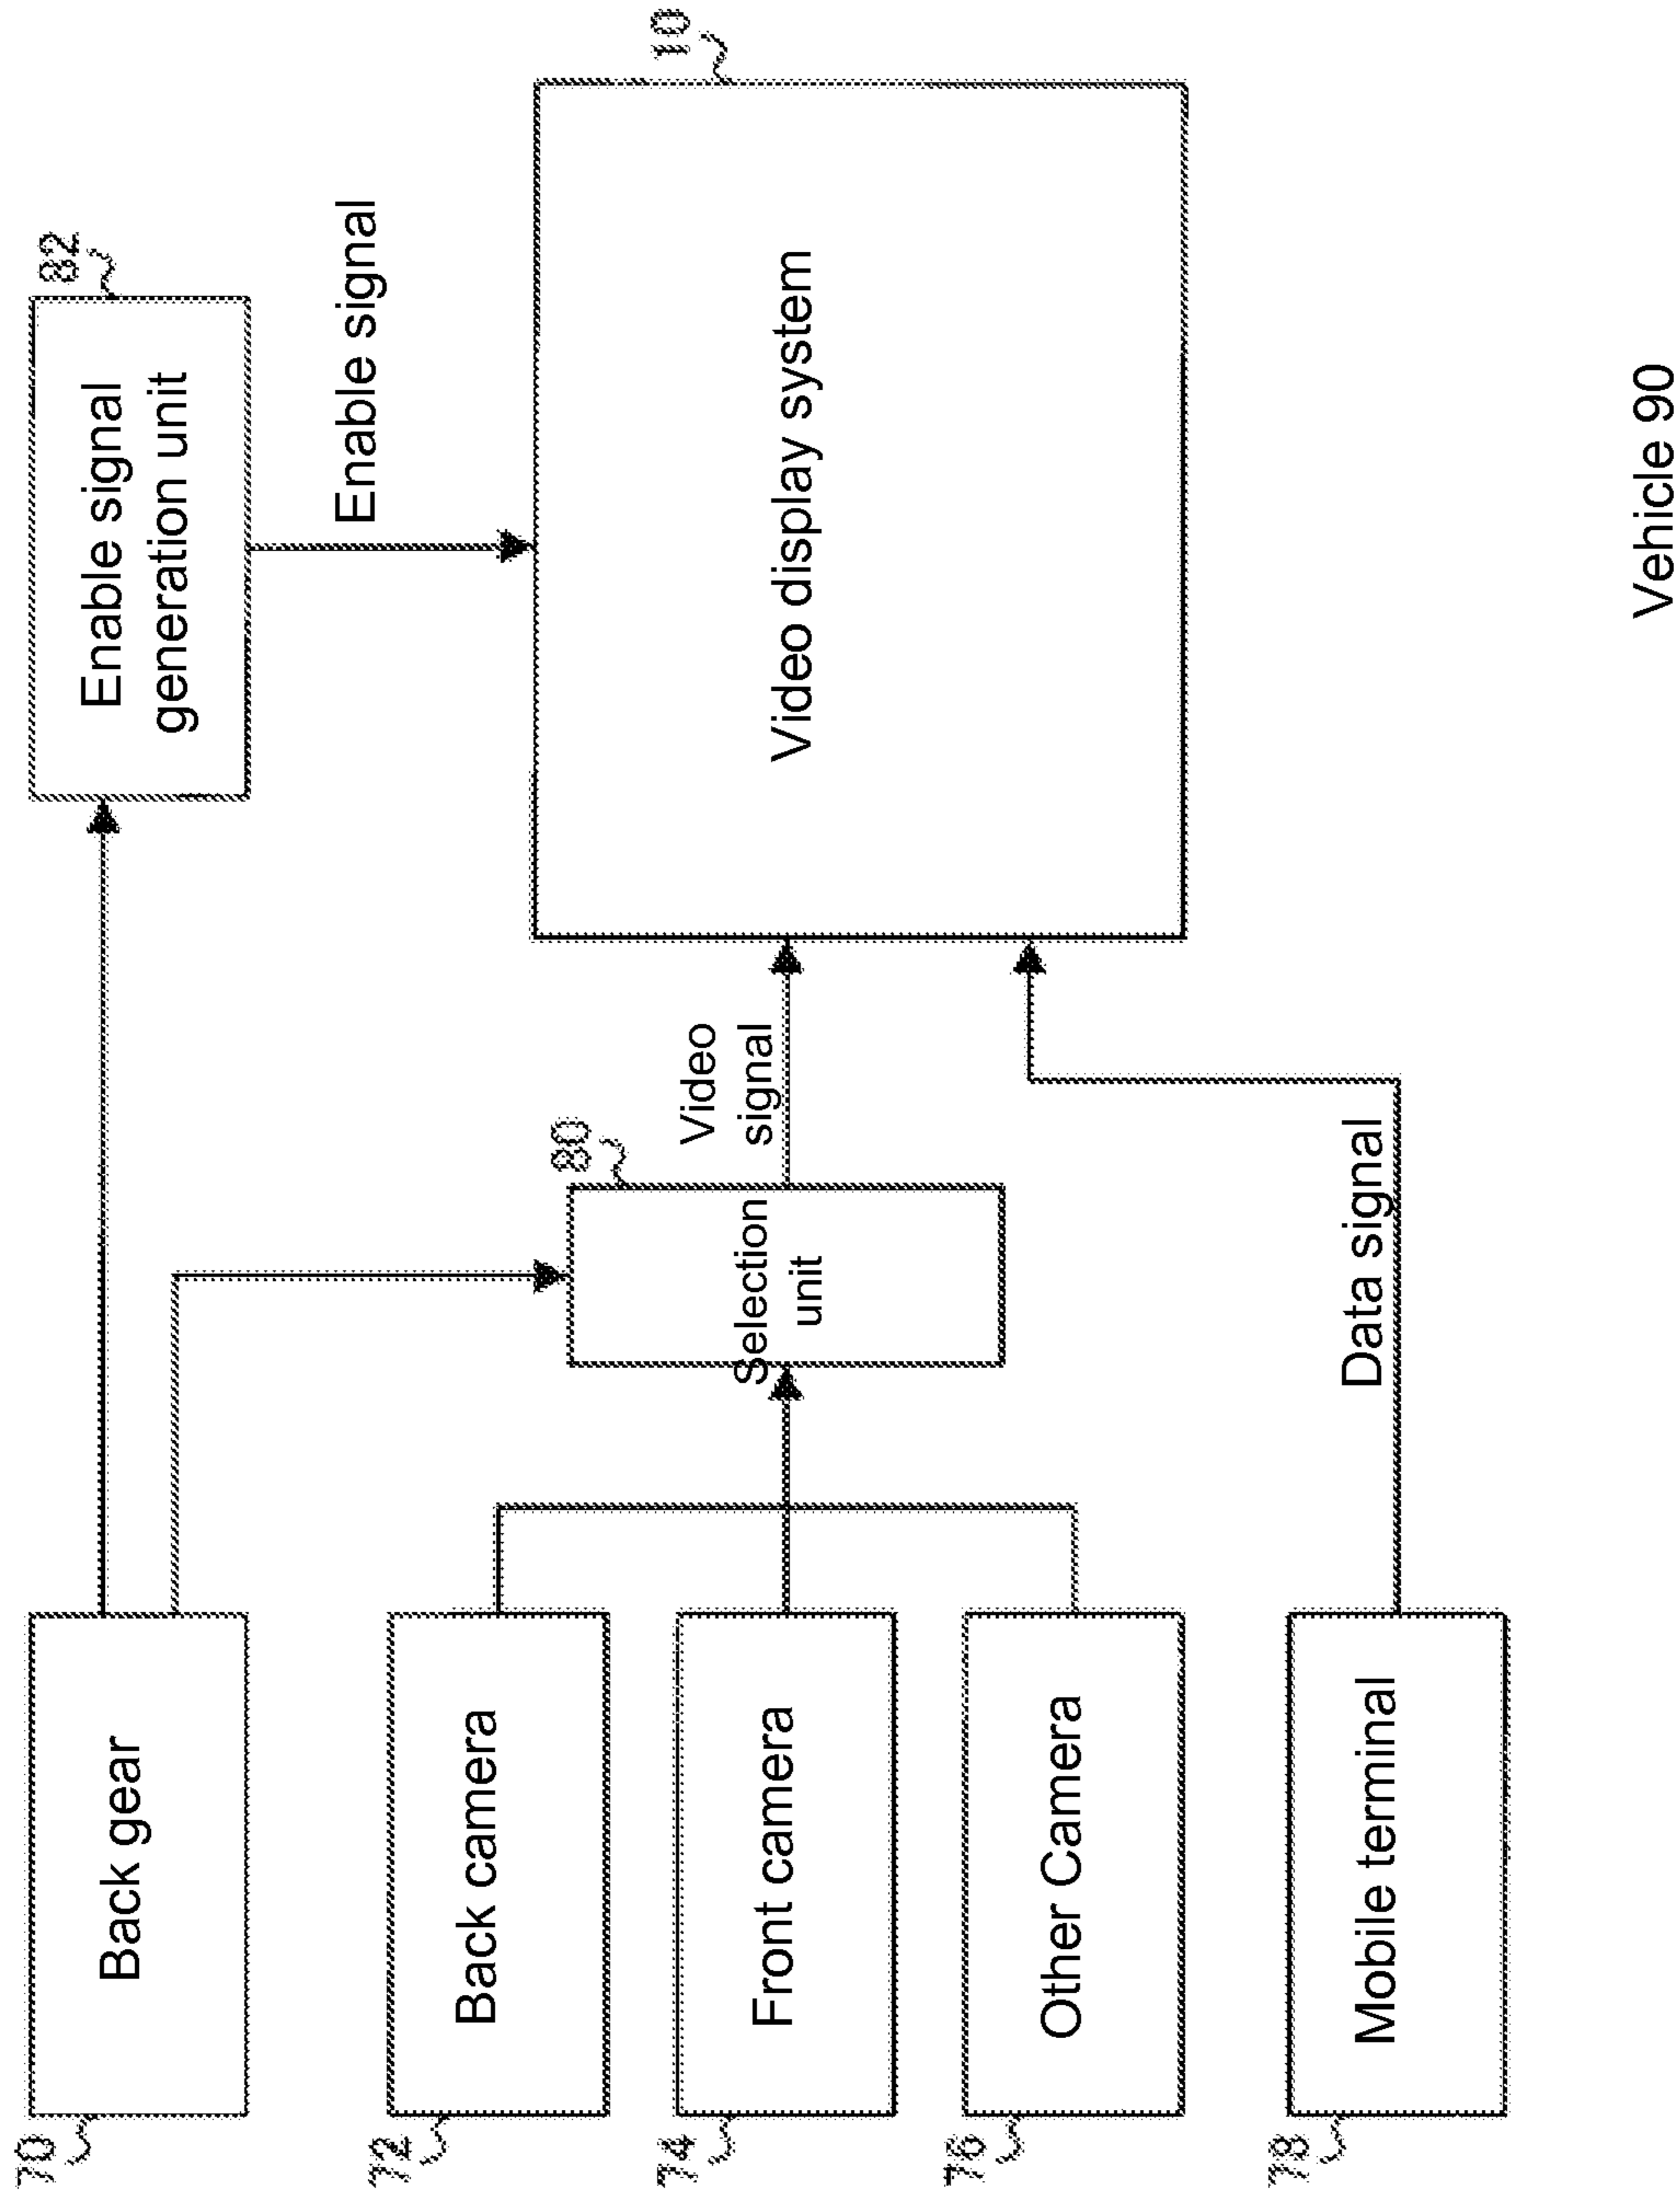 70
Back gear
82
Enable signal
generation unit
Enable signal
10
Video display system
72
Back camera
74
Front camera
76
Other Camera
80
Selection
unit
Video
signal
78
Mobile terminal
Data signal
Vehicle 90